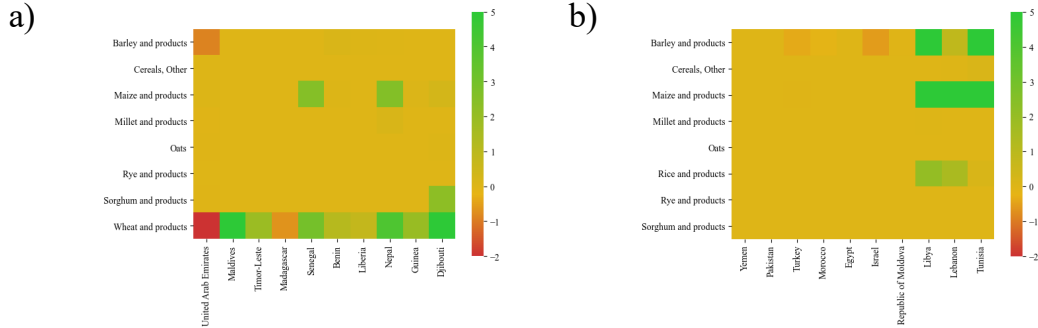 a)
Barley and products
Cereals, Other
Maize and products
Millet and products
Oats
Rye and products
Sorghum and products
Wheat and products
United Arab Emirates
Maldives
Timor-Leste
Madagascar
Senegal
Benin
Liberia
Nepal
Guinea
Djibouti
5
4
3
2
1
0
−1
−2
b)
Barley and products
Cereals, Other
Maize and products
Millet and products
Oats
Rice and products
Rye and products
Sorghum and products
Yemen
Pakistan
Turkey
Morocco
Egypt
Israel
Republic of Moldova
Libya
Lebanon
Tunisia
5
4
3
2
1
0
−1
−2